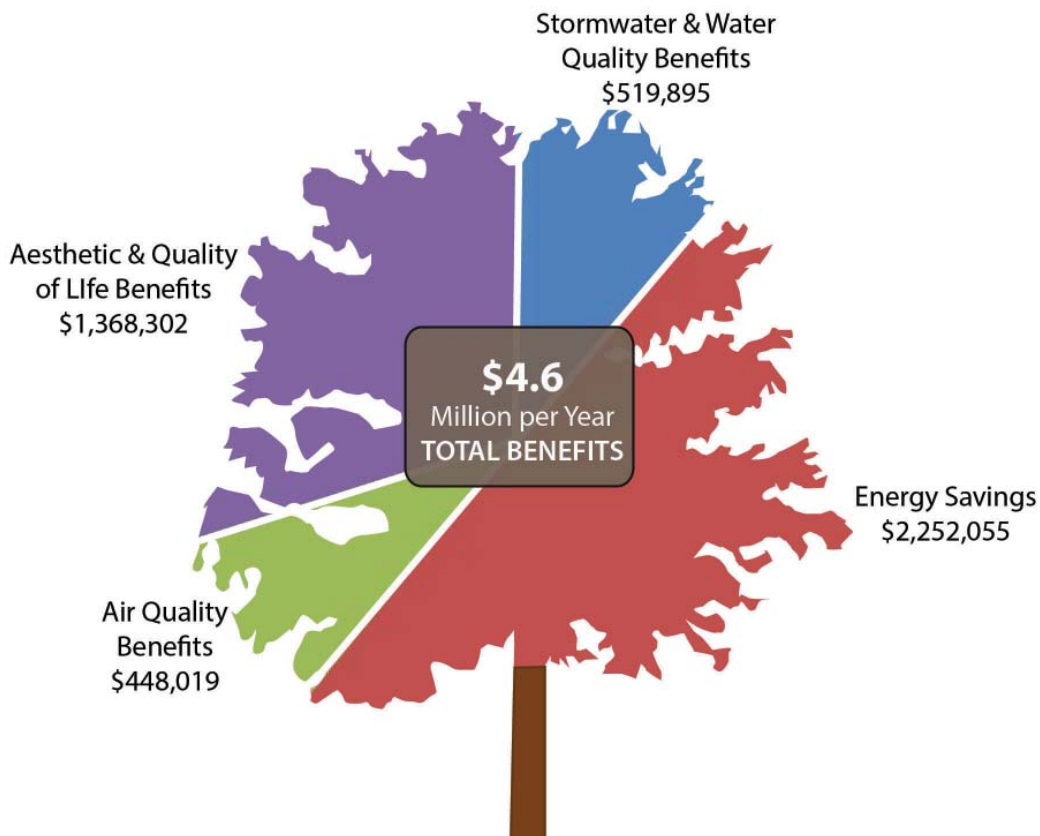 Stormwater & Water
Quality Benefits
$519,895
Aesthetic & Quality
of LIfe Benefits
$1,368,302
$4.6
Million per Year
TOTAL BENEFITS
Energy Savings
$2,252,055
Air Quality
Benefits
$448,019